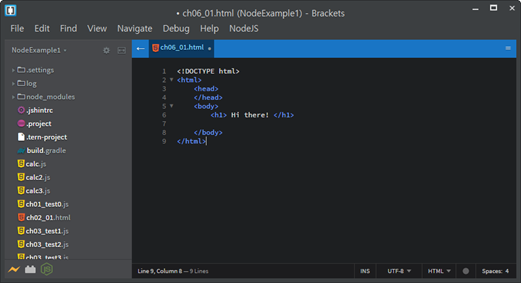 • ch06_01.html (NodeExample1) - Brackets
File Edit Find View Navigate Debug Help NodeJS
NodeExample1
.settings
log
node_modules
.jshintrc
.project
.tern-project
build.gradle
calc.js
calc2.js
calc3.js
ch01_test0.js
ch02_01.html
ch03_test1.js
ch03_test2.js
ch03_test3.js
ch06_01.html
1 <!DOCTYPE html>
2 <html>
3 <head>
4 </head>
5 <body>
6 <h1> Hi there! </h1>
7
8 </body>
9 </html>
Line 9, Column 8 — 9 Lines
INS UTF-8 HTML Spaces: 4